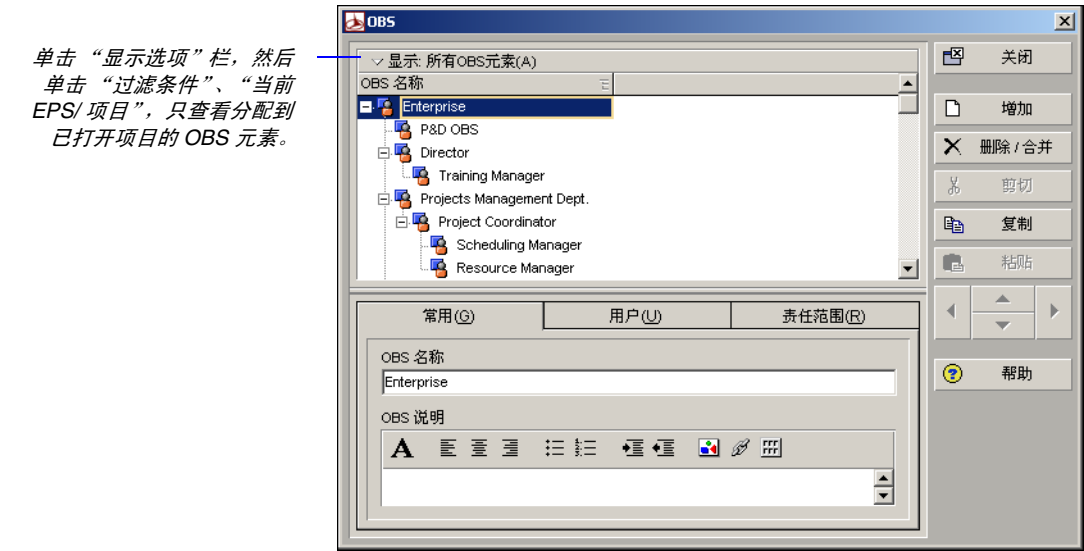 单击 “显示选项”栏，然后
单击 “过滤条件”、“当前
EPS/ 项目”，只查看分配到
已打开项目的 OBS 元素。
OBS
显示: 所有OBS元素(A)
OBS 名称
Enterprise
P&D OBS
Director
Training Manager
Projects Management Dept.
Project Coordinator
Scheduling Manager
Resource Manager
常用(G) 用户(U) 责任范围(R)
OBS 名称
Enterprise
OBS 说明
A
关闭
增加
删除 / 合并
剪切
复制
粘贴
帮助